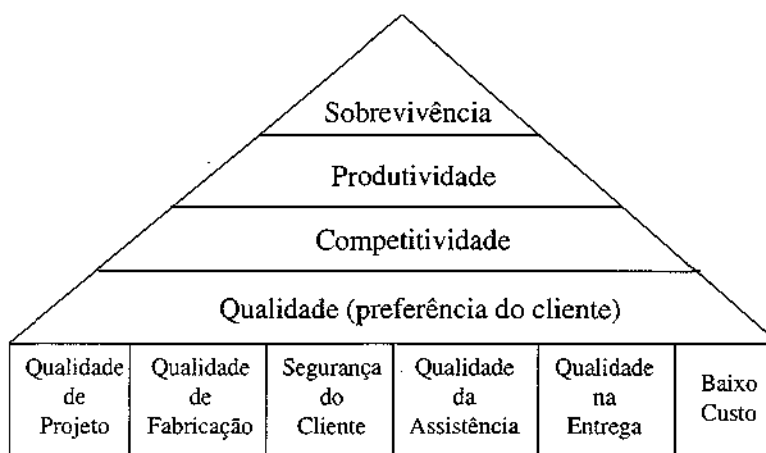 Sobrevivência
Produtividade
Competitividade
Qualidade (preferência do cliente)
Qualidade
de
Projeto
Qualidade
de
Fabricação
Segurança
do
Cliente
Qualidade
da
Assistência
Qualidade
na
Entrega
Baixo
Custo